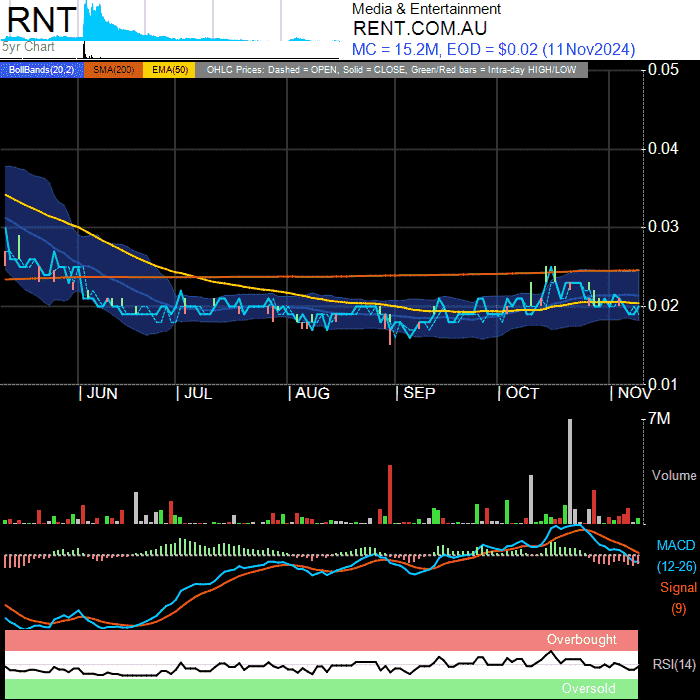 RNT
5yr Chart
Media & Entertainment
RENT.COM.AU
MC = 15.2M, EOD = $0.02 (11Nov2024)
BollBands(20,2) SMA(200) EMA(50) OHLC Prices: Dashed = OPEN, Solid = CLOSE, Green/Red bars = Intra-day HIGH/LOW
0.05
0.04
0.03
0.02
0.01
JUN JUL AUG SEP OCT NOV
7M
Volume
MACD
(12-26)
Signal
(9)
Overbought
RSI(14)
Oversold